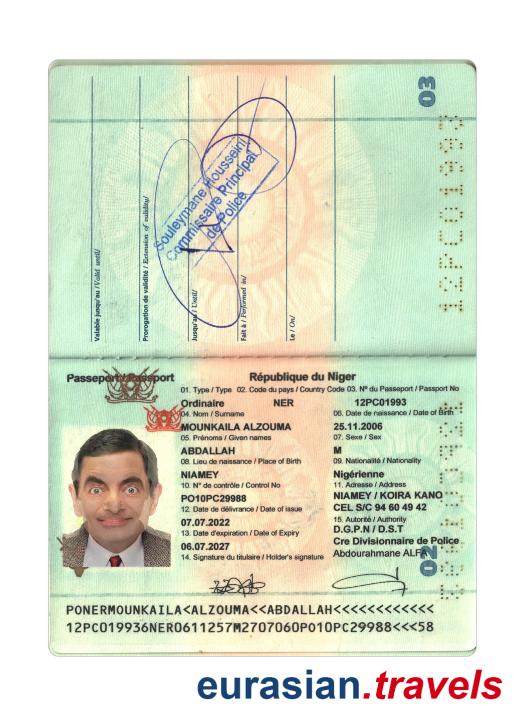 03
12PC01993
Valable jusqu'au / Valid until/
Prorogation de validité / Extension of validity/
Jusqu'au / Until/
Fait à / Performed in/
Le / On/
Souleymane Housseini
Commissaire Principal
de Police
Passeport/Passport
République du Niger
01. Type / Type 02. Code du pays / Country Code 03. N° du Passeport / Passport No
Ordinaire NER 12PC01993
04. Nom / Surname 06. Date de naissance / Date of Birth
MOUNKAILA ALZOUMA 25.11.2006
05. Prénoms / Given names 07. Sexe / Sex
ABDALLAH M
08. Lieu de naissance / Place of Birth 09. Nationalité / Nationality
NIAMEY Nigérienne
10. N° de contrôle / Control No 11. Adresse / Address
PO10PC29988 NIAMEY / KOIRA KANO
12. Date de délivrance / Date of issue CEL S/C 94 60 49 42
07.07.2022 15. Autorité / Authority
13. Date d'expiration / Date of Expiry D.G.P.N / D.S.T
06.07.2027 Cre Divisionnaire de Police
14. Signature du titulaire / Holder's signature Abdourahmane ALFA
02
PONERMOUNKAILA<ALZOUMA<<ABDALLAH<<<<<<<<<<<<
12PC019936NER0611257M2707060PO10PC29988<<<58
eurasian.travels